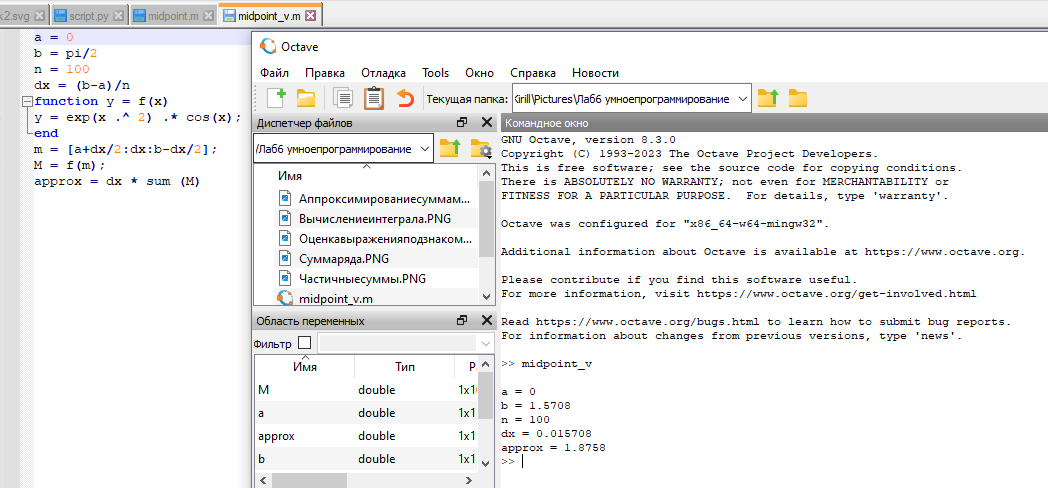 k2.svg script.py midpoint.m midpoint_v.m
a = 0
b = pi/2
n = 100
dx = (b-a)/n
function y = f(x)
y = exp(x .^ 2) .* cos(x);
end
m = [a+dx/2:dx:b-dx/2];
M = f(m);
approx = dx * sum (M)
Octave
Файл Правка Отладка Tools Окно Справка Новости
Текущая папка: Kirill\Pictures\Лаб6 умноепрограммирование
Диспетчер файлов
/Лаб6 умноепрограммирование
Имя
Аппроксимированиесуммам...
Вычислениеинтеграла.PNG
Оценкавыраженияподзнаком...
Суммаряда.PNG
Частичныесуммы.PNG
midpoint_v.m
Область переменных
Фильтр
Имя Тип Р
M double 1x10
a double 1x1
approx double 1x1
b double 1x1
Командное окно
GNU Octave, version 8.3.0
Copyright (C) 1993-2023 The Octave Project Developers.
This is free software; see the source code for copying conditions.
There is ABSOLUTELY NO WARRANTY; not even for MERCHANTABILITY or
FITNESS FOR A PARTICULAR PURPOSE.  For details, type 'warranty'.
Octave was configured for "x86_64-w64-mingw32".
Additional information about Octave is available at https://www.octave.org.
Please contribute if you find this software useful.
For more information, visit https://www.octave.org/get-involved.html
Read https://www.octave.org/bugs.html to learn how to submit bug reports.
For information about changes from previous versions, type 'news'.
>> midpoint_v
a = 0
b = 1.5708
n = 100
dx = 0.015708
approx = 1.8758
>>